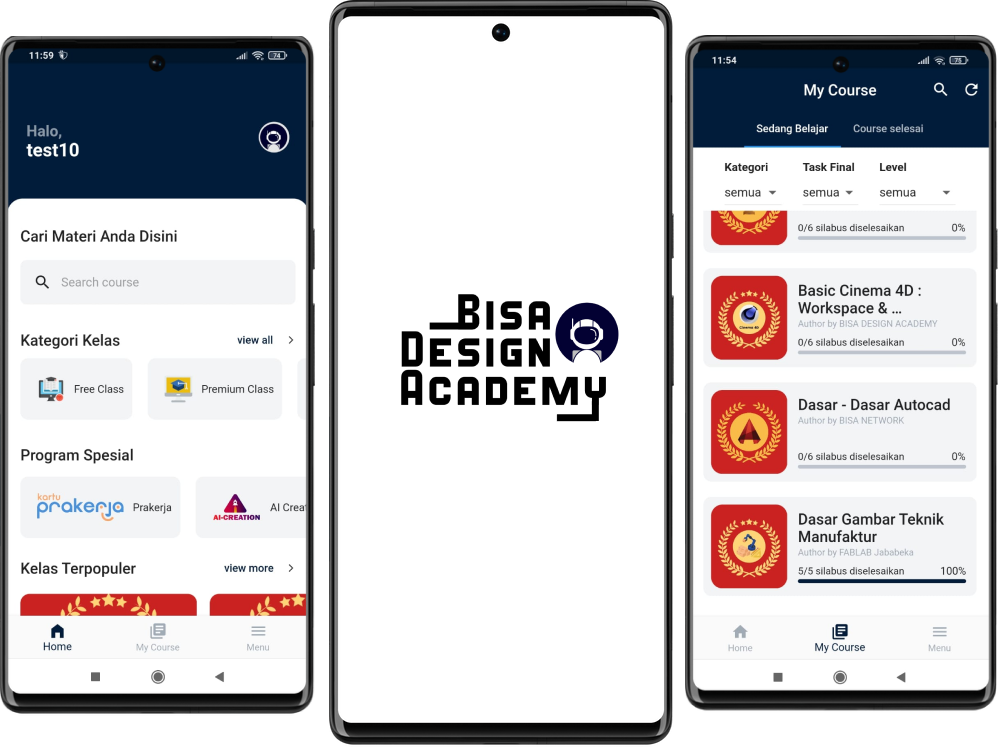 11:59
74
Halo,
test10
Cari Materi Anda Disini
Search course
Kategori Kelas
view all
Free Class
Premium Class
Program Spesial
kartu
prakerja
Prakerja
AI-CREATION
AI Creat
Kelas Terpopuler
view more
Home
My Course
Menu
BISA
DESIGN
ACADEMY
11:54
75
My Course
Sedang Belajar
Course selesai
Kategori
Task Final
Level
semua
semua
semua
0/6 silabus diselesaikan
0%
Cinema 4D
Basic Cinema 4D :
Workspace & ...
Author by BISA DESIGN ACADEMY
0/6 silabus diselesaikan
0%
Dasar - Dasar Autocad
Author by BISA NETWORK
0/6 silabus diselesaikan
0%
Dasar Gambar Teknik
Manufaktur
Author by FABLAB Jababeka
5/5 silabus diselesaikan
100%
Home
My Course
Menu